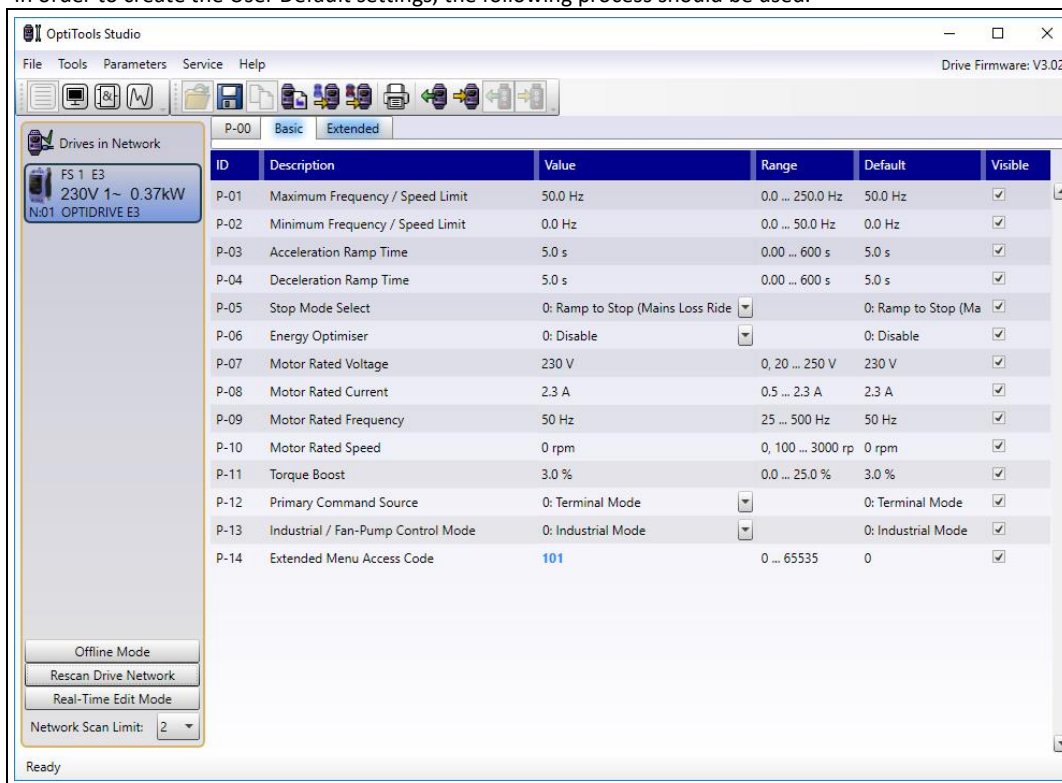 In order to create the User Default settings, the following process should be used:
OptiTools Studio
File Tools Parameters Service Help Drive Firmware: V3.02
Drives in Network
FS 1 E3
230V 1~ 0.37kW
N:01 OPTIDRIVE E3
P-00 Basic Extended
ID Description Value Range Default Visible
P-01 Maximum Frequency / Speed Limit 50.0 Hz 0.0 ... 250.0 Hz 50.0 Hz
P-02 Minimum Frequency / Speed Limit 0.0 Hz 0.0 ... 50.0 Hz 0.0 Hz
P-03 Acceleration Ramp Time 5.0 s 0.00 ... 600 s 5.0 s
P-04 Deceleration Ramp Time 5.0 s 0.00 ... 600 s 5.0 s
P-05 Stop Mode Select 0: Ramp to Stop (Mains Loss Ride 0: Ramp to Stop (Ma
P-06 Energy Optimiser 0: Disable 0: Disable
P-07 Motor Rated Voltage 230 V 0, 20 ... 250 V 230 V
P-08 Motor Rated Current 2.3 A 0.5 ... 2.3 A 2.3 A
P-09 Motor Rated Frequency 50 Hz 25 ... 500 Hz 50 Hz
P-10 Motor Rated Speed 0 rpm 0, 100 ... 3000 rp 0 rpm
P-11 Torque Boost 3.0 % 0.0 ... 25.0 % 3.0 %
P-12 Primary Command Source 0: Terminal Mode 0: Terminal Mode
P-13 Industrial / Fan-Pump Control Mode 0: Industrial Mode 0: Industrial Mode
P-14 Extended Menu Access Code 101 0 ... 65535 0
Offline Mode
Rescan Drive Network
Real-Time Edit Mode
Network Scan Limit: 2
Ready